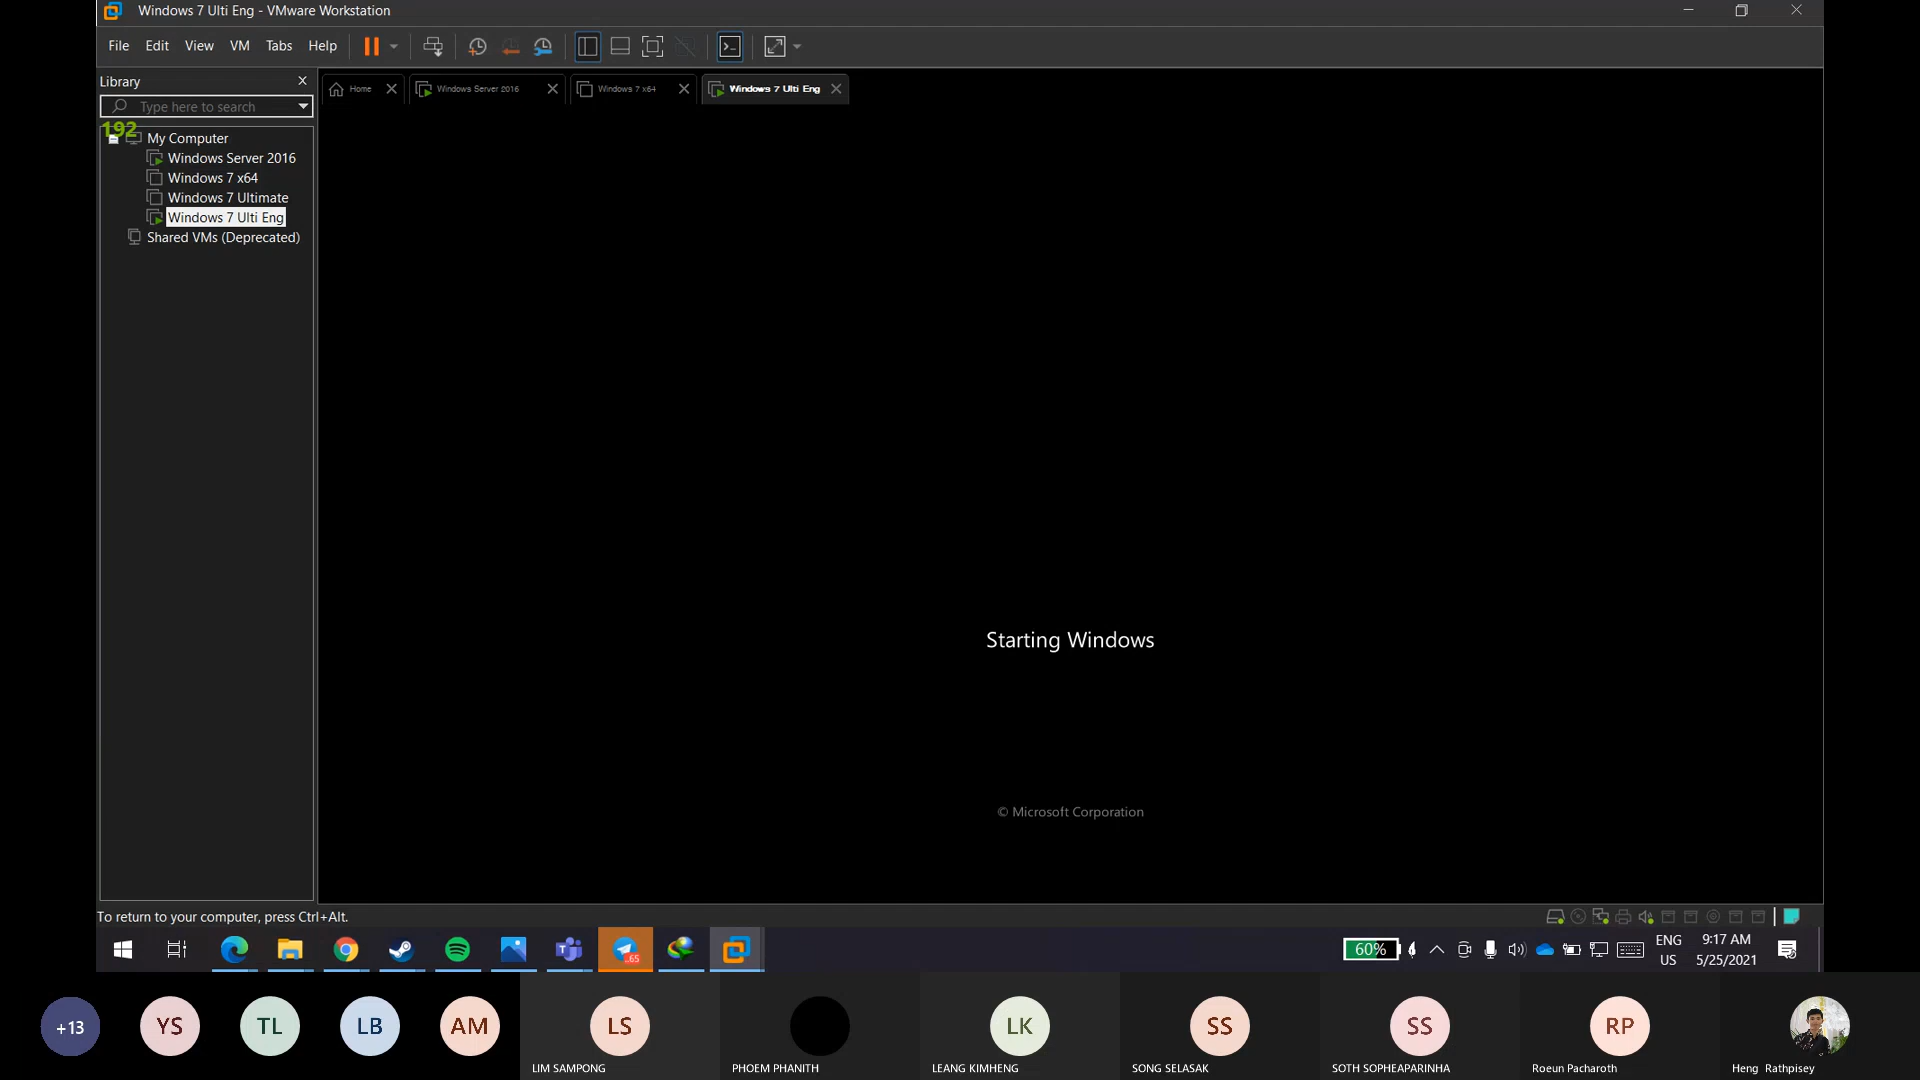 Windows 7 Ulti Eng - VMware Workstation
File Edit View VM Tabs Help
Library
Home
Windows Server 2016
Windows 7 x64
Windows 7 Ulti Eng
Type here to search
192
My Computer
Windows Server 2016
Windows 7 x64
Windows 7 Ultimate
Windows 7 Ulti Eng
Shared VMs (Deprecated)
Starting Windows
© Microsoft Corporation
To return to your computer, press Ctrl+Alt.
65
60%
ENG
US
9:17 AM
5/25/2021
+13
YS
TL
LB
AM
LS
LK
SS
SS
RP
LIM SAMPONG
PHOEM PHANITH
LEANG KIMHENG
SONG SELASAK
SOTH SOPHEAPARINHA
Roeun Pacharoth
Heng Rathpisey